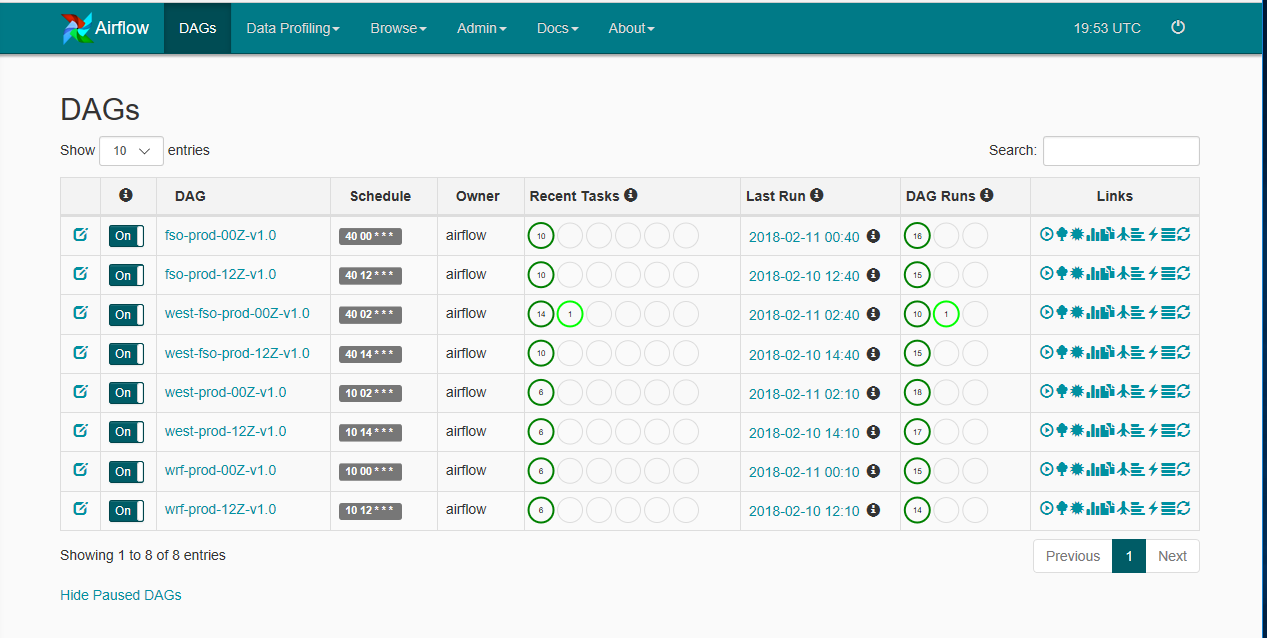 Airflow DAGs Data Profiling Browse Admin Docs About 19:53 UTC
DAGs
Show 10 entries Search:
DAG Schedule Owner Recent Tasks Last Run DAG Runs Links
On fso-prod-00Z-v1.0 40 00 * * * airflow 10 2018-02-11 00:40 16
On fso-prod-12Z-v1.0 40 12 * * * airflow 10 2018-02-10 12:40 15
On west-fso-prod-00Z-v1.0 40 02 * * * airflow 14 1 2018-02-11 02:40 10 1
On west-fso-prod-12Z-v1.0 40 14 * * * airflow 10 2018-02-10 14:40 15
On west-prod-00Z-v1.0 10 02 * * * airflow 6 2018-02-11 02:10 18
On west-prod-12Z-v1.0 10 14 * * * airflow 6 2018-02-10 14:10 17
On wrf-prod-00Z-v1.0 10 00 * * * airflow 6 2018-02-11 00:10 15
On wrf-prod-12Z-v1.0 10 12 * * * airflow 6 2018-02-10 12:10 14
Showing 1 to 8 of 8 entries Previous 1 Next
Hide Paused DAGs